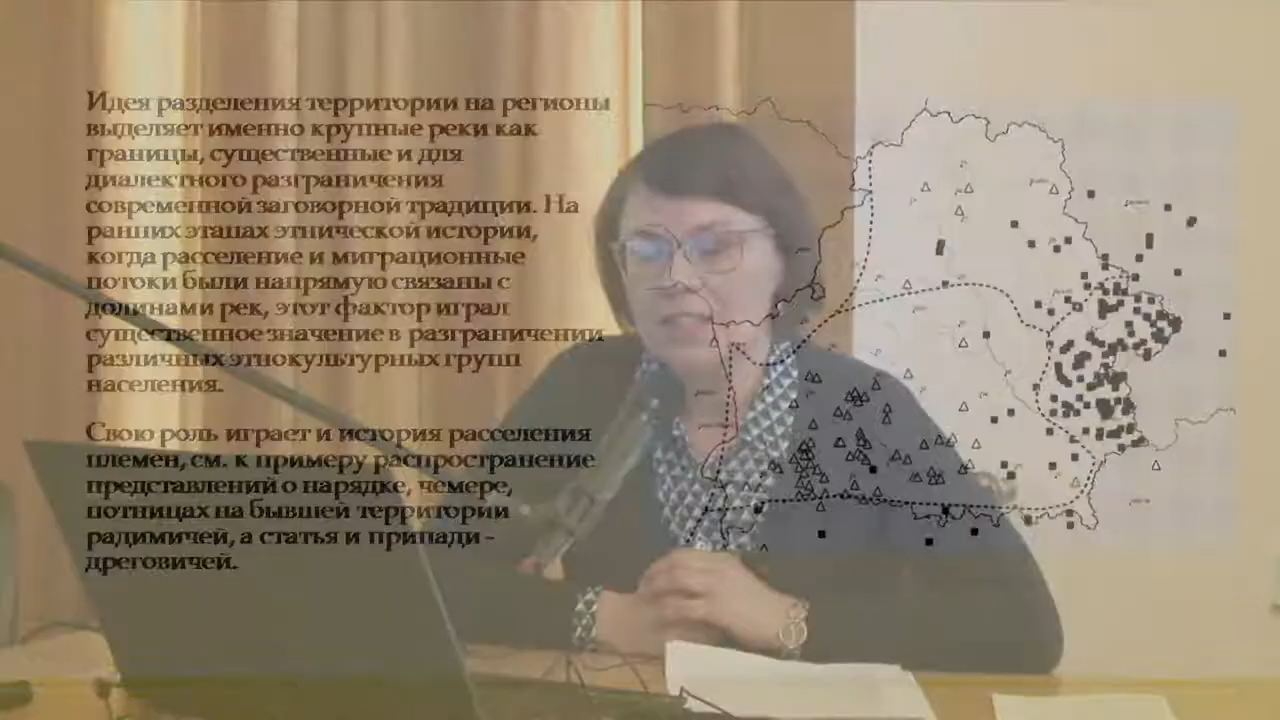 Идея разделения территории на регионы
выделяет именно крупные реки как
границы, существенные и для
диалектного разграничения
современной заговорной традиции. На
ранних этапах этнической истории,
когда расселение и миграционные
потоки были напрямую связаны с
долинами рек, этот фактор играл
существенное значение в разграничении
различных этнокультурных групп
населения.
Свою роль играет и история расселения
племен, см. к примеру распространение
представлений о нарядке, чемере,
потницах на бывшей территории
радимичей, а статья и припади -
дреговичей.